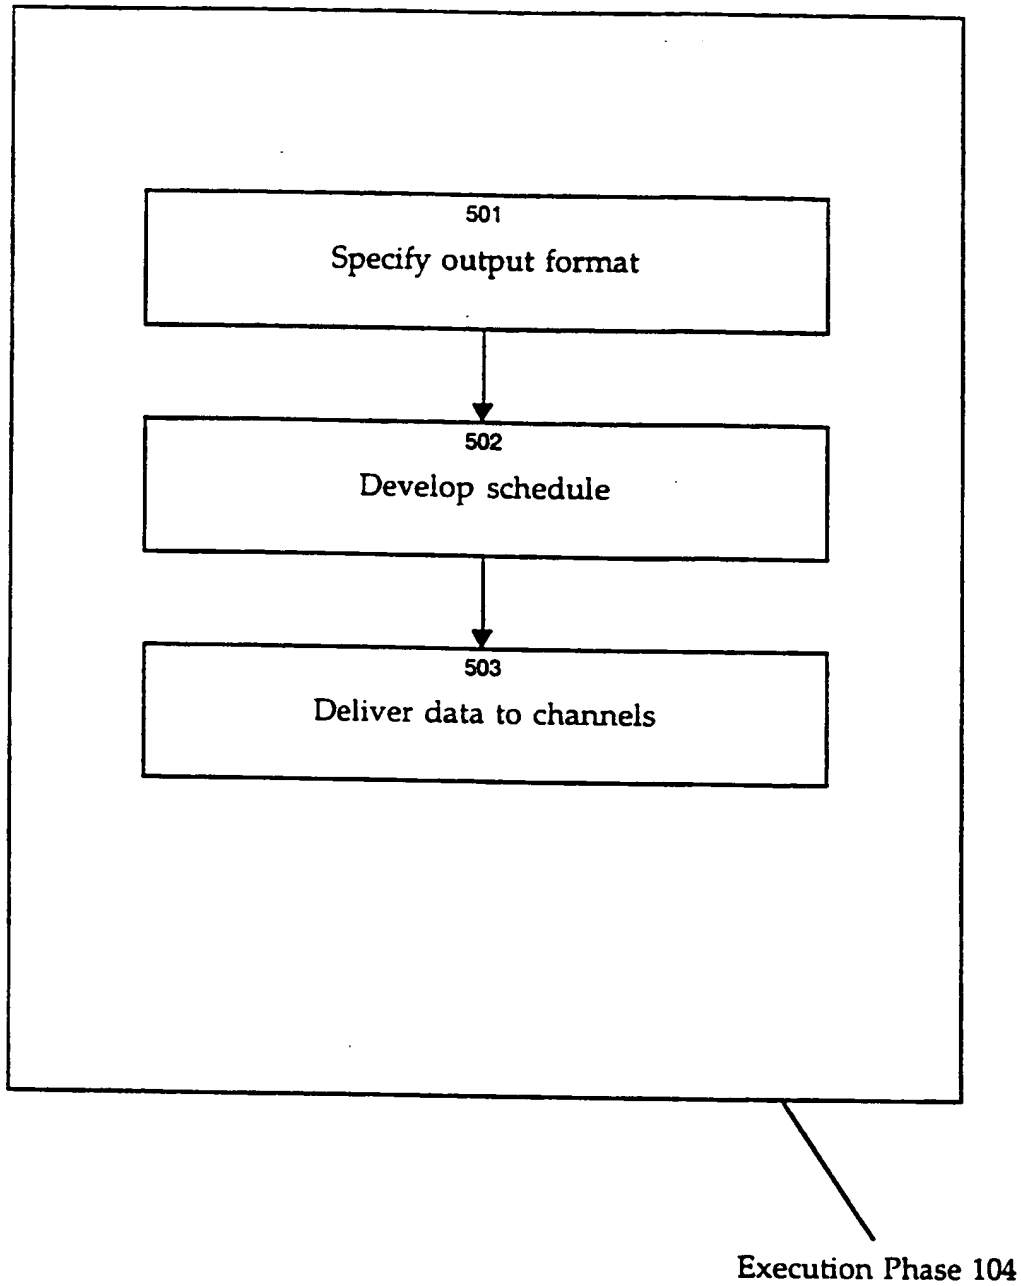 501
Specify output format
502
Develop schedule
503
Deliver data to channels
Execution Phase 104